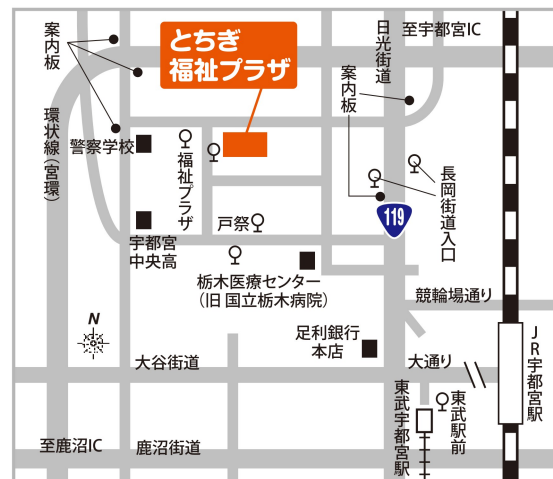 とちぎ
福祉プラザ
案内板
日光街道
至宇都宮IC
案内板
環状線(宮環)
警察学校
福祉プラザ
長岡街道入口
119
戸祭
宇都宮
中央高
栃木医療センター
(旧 国立栃木病院)
競輪場通り
N
足利銀行
本店
JR宇都宮駅
大谷街道
大通り
東武宇都宮駅
東武駅前
至鹿沼IC
鹿沼街道